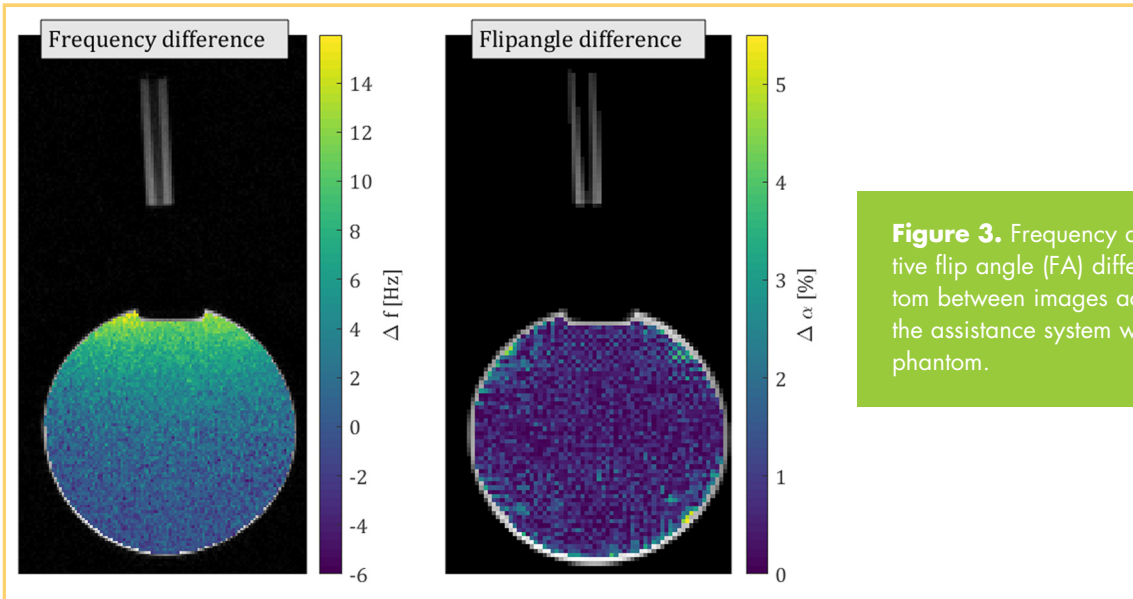 Frequency difference
14
12
10
8
6
4
2
0
-2
-4
-6
Δ f [Hz]
Flipangle difference
5
4
3
2
1
0
Δ α [%]
Figure 3. Frequency
tive flip angle (FA)
tom between images
the assistance system
phantom.